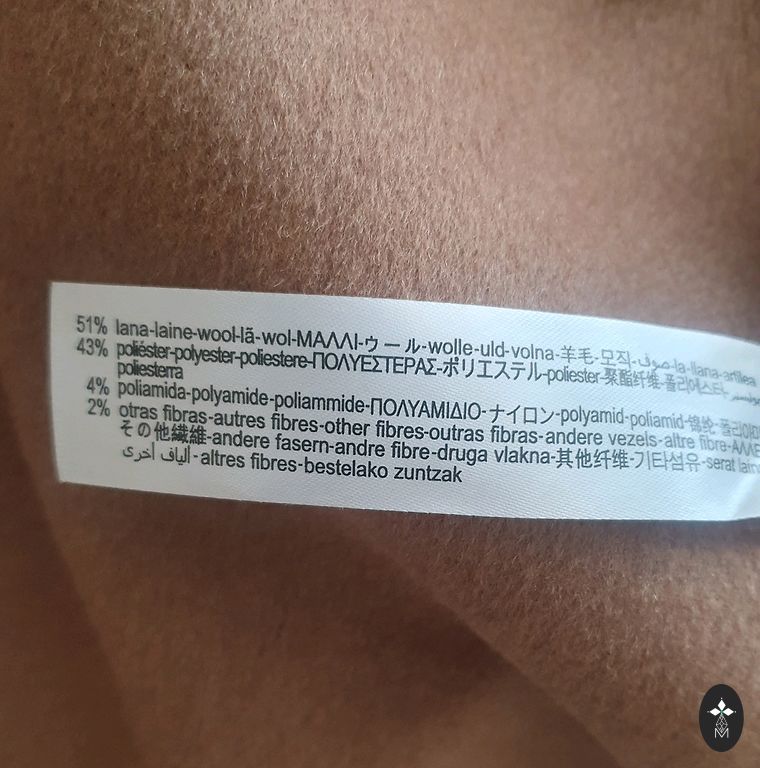 51% lana-laine-wool-lã-wol-ΜΑΛΛΙ-ウール-wolle-uld-volna-羊毛-모직-صوف-la-llana-artilea
43% poliéster-polyester-poliestere-ΠΟΛΥΕΣΤΕΡΑΣ-ポリエステル-poliester-聚酯纤维-폴리에스터-
poliesterra
4% poliamida-polyamide-poliammide-ΠΟΛΥΑΜΙΔΙΟ-ナイロン-polyamid-poliamid-锦纶-
2% otras fibras-autres fibres-other fibres-outras fibras-andere vezels-altre fibre-ΑΛΛΕ
その他繊維-andere fasern-andre fibre-druga vlakna-其他纤维-기타섬유-serat lain
ألياف أخرى-altres fibres-bestelako zuntzak
M